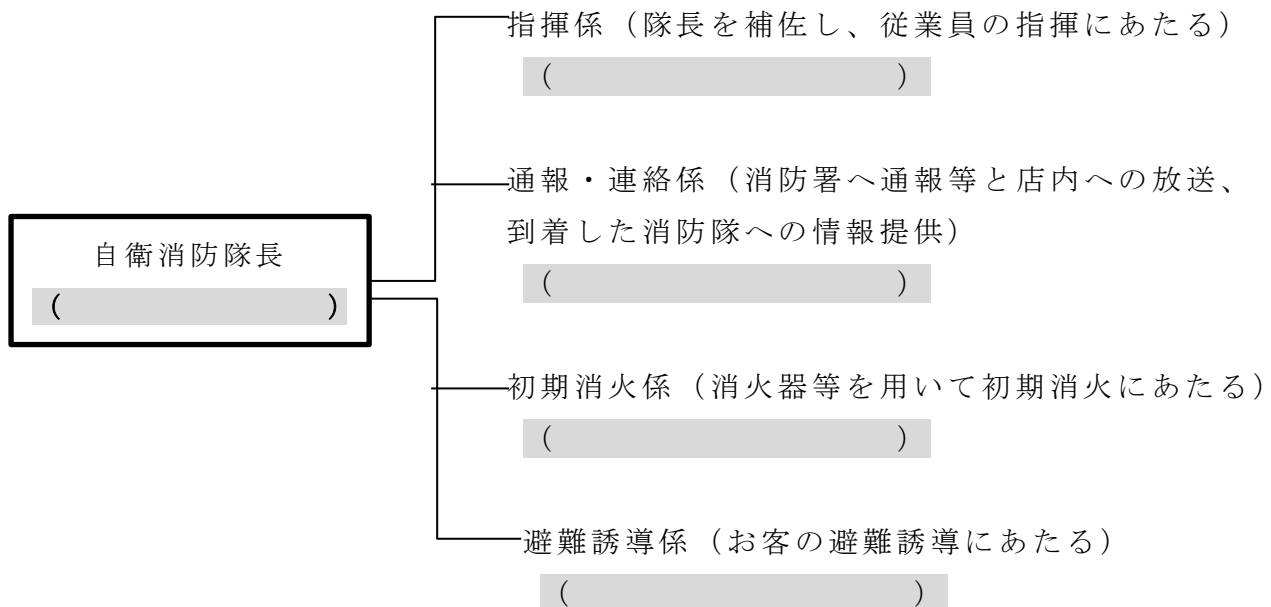 指揮係（隊長を補佐し、従業員の指揮にあたる）
（　　　　　　　　　　　）
通報・連絡係（消防署へ通報等と店内への放送、
到着した消防隊への情報提供）
（　　　　　　　　　　　）
自衛消防隊長
（　　　　　　　　　）
初期消火係（消火器等を用いて初期消火にあたる）
（　　　　　　　　　　　）
避難誘導係（お客の避難誘導にあたる）
（　　　　　　　　　　　）